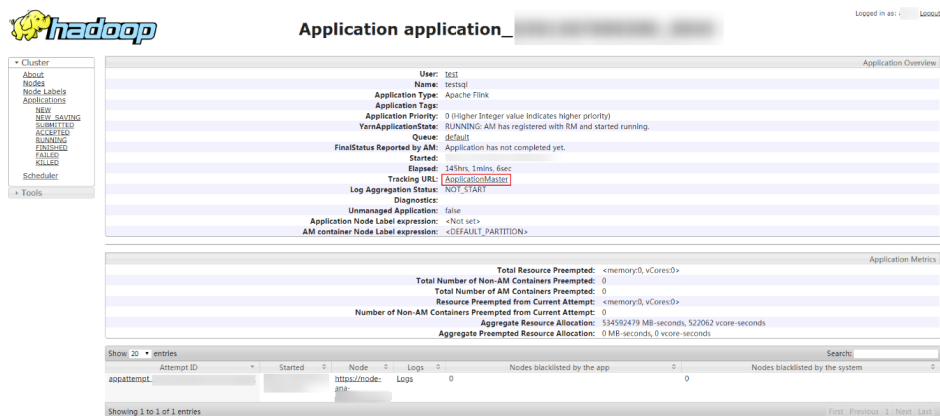 Logged in as: Logout
hadoop
Application application_
Cluster
About
Nodes
Node Labels
Applications
NEW
NEW_SAVING
SUBMITTED
ACCEPTED
RUNNING
FINISHED
FAILED
KILLED
Scheduler
Tools
Application Overview
User: test
Name: testsql
Application Type: Apache Flink
Application Tags:
Application Priority: 0 (Higher Integer value indicates higher priority)
YarnApplicationState: RUNNING: AM has registered with RM and started running.
Queue: default
FinalStatus Reported by AM: Application has not completed yet.
Started:
Elapsed: 145hrs, 1mins, 6sec
Tracking URL: ApplicationMaster
Log Aggregation Status: NOT_START
Diagnostics:
Unmanaged Application: false
Application Node Label expression: <Not set>
AM container Node Label expression: <DEFAULT_PARTITION>
Application Metrics
Total Resource Preempted: <memory:0, vCores:0>
Total Number of Non-AM Containers Preempted: 0
Total Number of AM Containers Preempted: 0
Resource Preempted from Current Attempt: <memory:0, vCores:0>
Number of Non-AM Containers Preempted from Current Attempt: 0
Aggregate Resource Allocation: 534592479 MB-seconds, 522062 vcore-seconds
Aggregate Preempted Resource Allocation: 0 MB-seconds, 0 vcore-seconds
Show 20 entries Search:
Attempt ID Started Node Logs Nodes blacklisted by the app Nodes blacklisted by the system
appattempt_ https://node- Logs 0 0
ana-
Showing 1 to 1 of 1 entries First Previous 1 Next Last